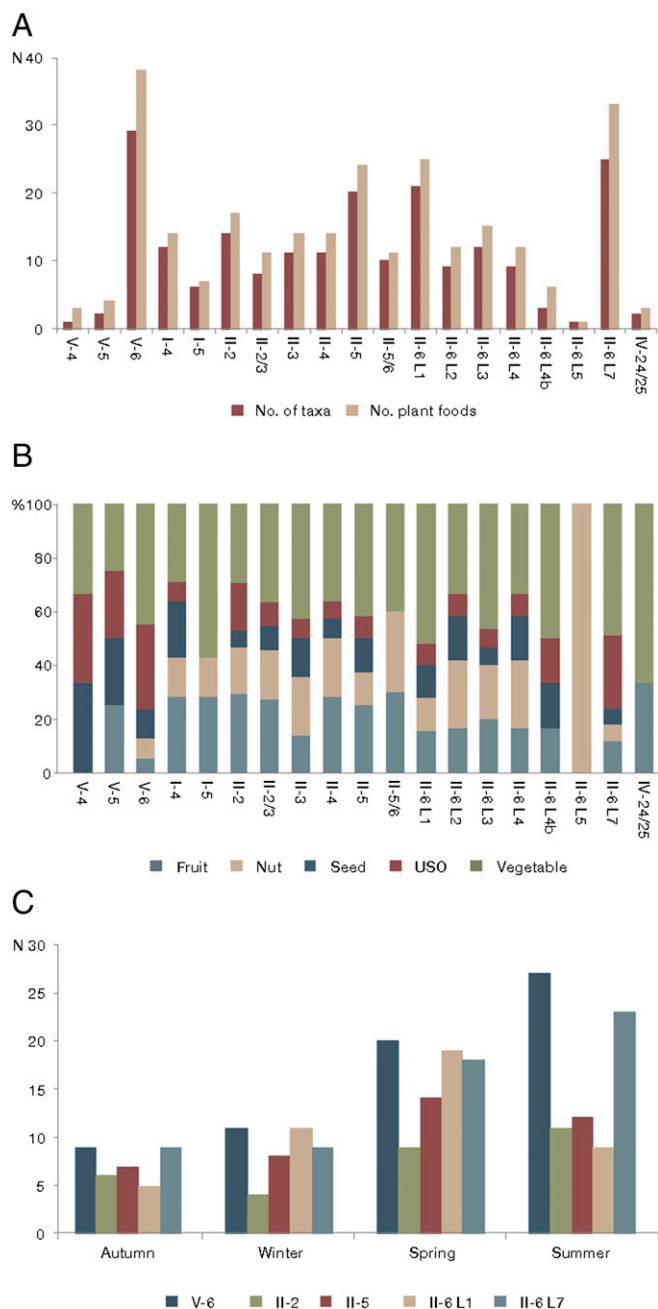 A
N 40
30
20
10
0
V-4
V-5
V-6
I-4
I-5
II-2
II-2/3
II-3
II-4
II-5
II-5/6
II-6 L1
II-6 L2
II-6 L3
II-6 L4
II-6 L4b
II-6 L5
II-6 L7
IV-24/25
No. of taxa No. plant foods
B
%100
80
60
40
20
0
V-4
V-5
V-6
I-4
I-5
II-2
II-2/3
II-3
II-4
II-5
II-5/6
II-6 L1
II-6 L2
II-6 L3
II-6 L4
II-6 L4b
II-6 L5
II-6 L7
IV-24/25
Fruit Nut Seed USO Vegetable
C
N 30
25
20
15
10
5
0
Autumn Winter Spring Summer
V-6 II-2 II-5 II-6 L1 II-6 L7